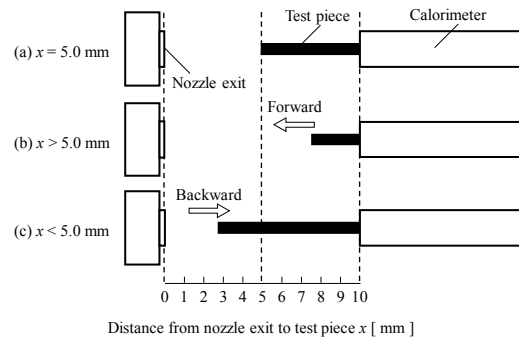 Test piece
Calorimeter
(a) x = 5.0 mm
Nozzle exit
Forward
(b) x > 5.0 mm
Backward
(c) x < 5.0 mm
0 1 2 3 5 6 7 8 9 10
Distance from nozzle exit to test piece x [ mm ]